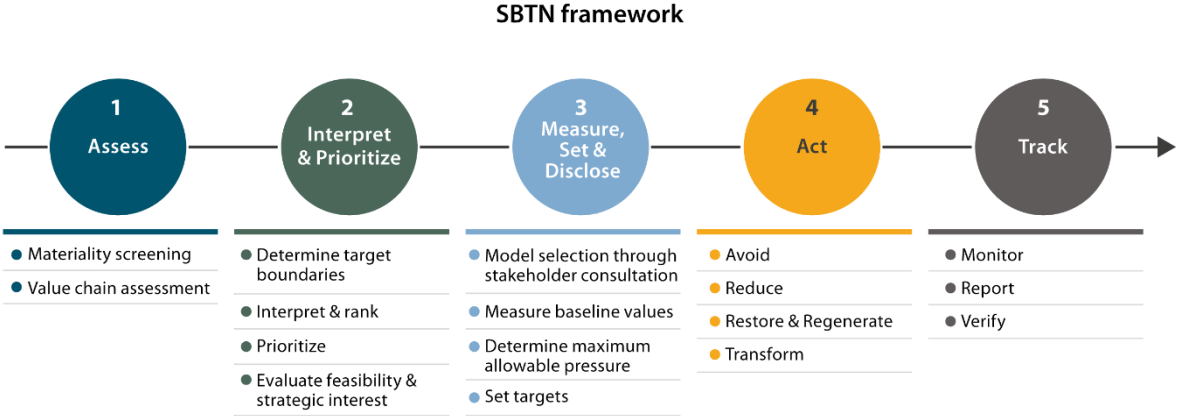 SBTN framework
1
Assess
2
Interpret
& Prioritize
3
Measure,
Set &
Disclose
4
Act
5
Track
Materiality screening
Value chain assessment
Determine target
boundaries
Interpret & rank
Prioritize
Evaluate feasibility &
strategic interest
Model selection through
stakeholder consultation
Measure baseline values
Determine maximum
allowable pressure
Set targets
Avoid
Reduce
Restore & Regenerate
Transform
Monitor
Report
Verify